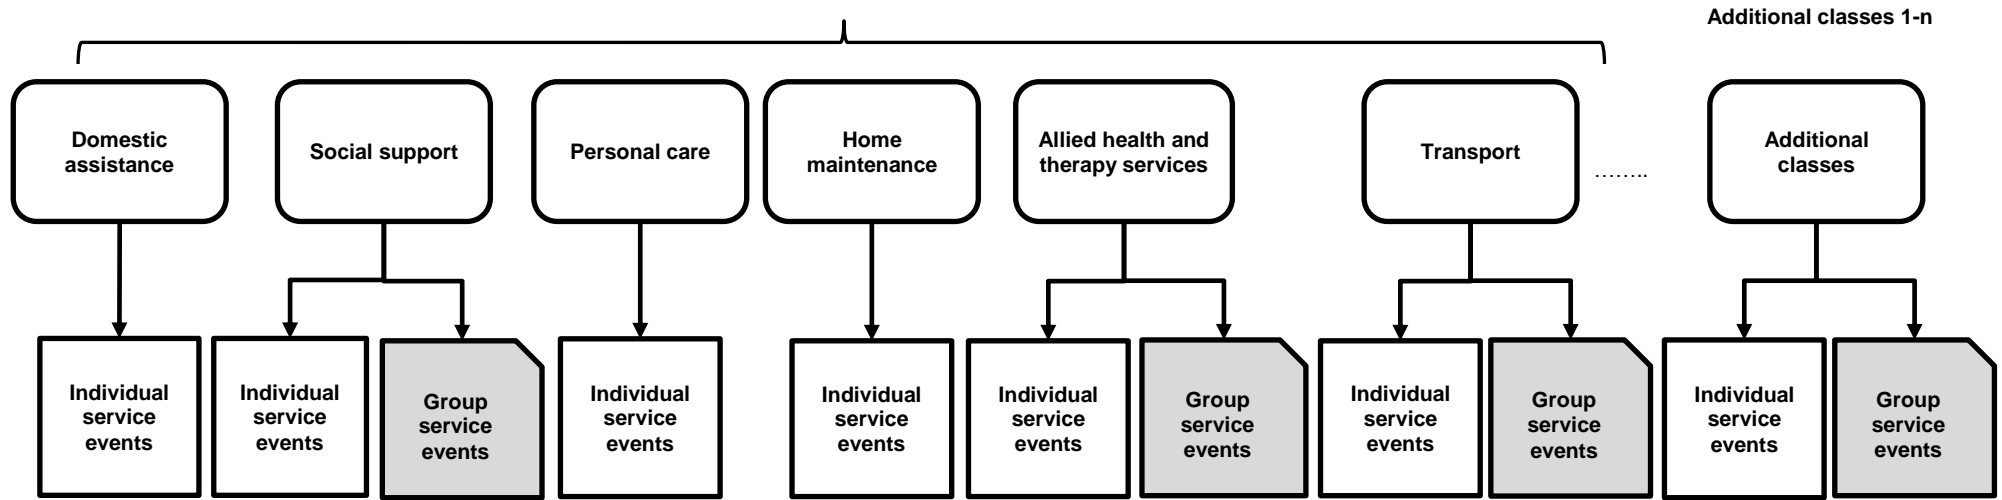 Additional classes 1-n
Domestic
assistance
Social support
Personal care
Home
maintenance
Allied health and
therapy services
Transport
……..
Additional
classes
Individual
service
events
Individual
service
events
Group
service
events
Individual
service
events
Individual
service
events
Individual
service
events
Group
service
events
Individual
service
events
Group
service
events
Individual
service
events
Group
service
events